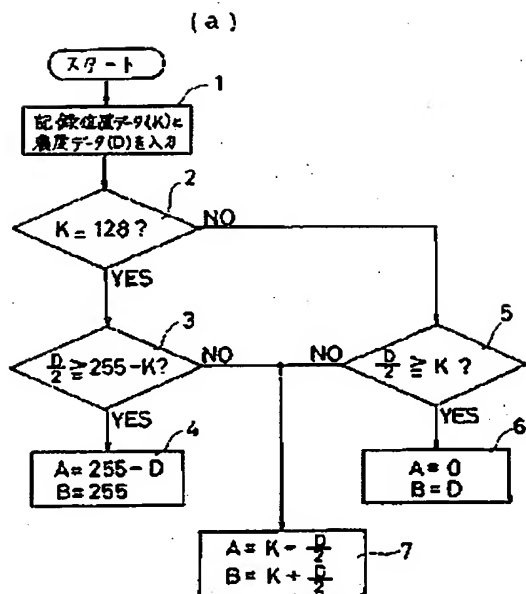 (a)
スタート
1
記録位置データ(K)と
濃度データ(D)を入力
2
K = 128 ?
NO
YES
3
D/2 ≧ 255-K?
NO
YES
5
D/2 ≧ K ?
NO
YES
4
A = 255 - D
B = 255
6
A = 0
B = D
A = K - D/2
B = K + D/2
7